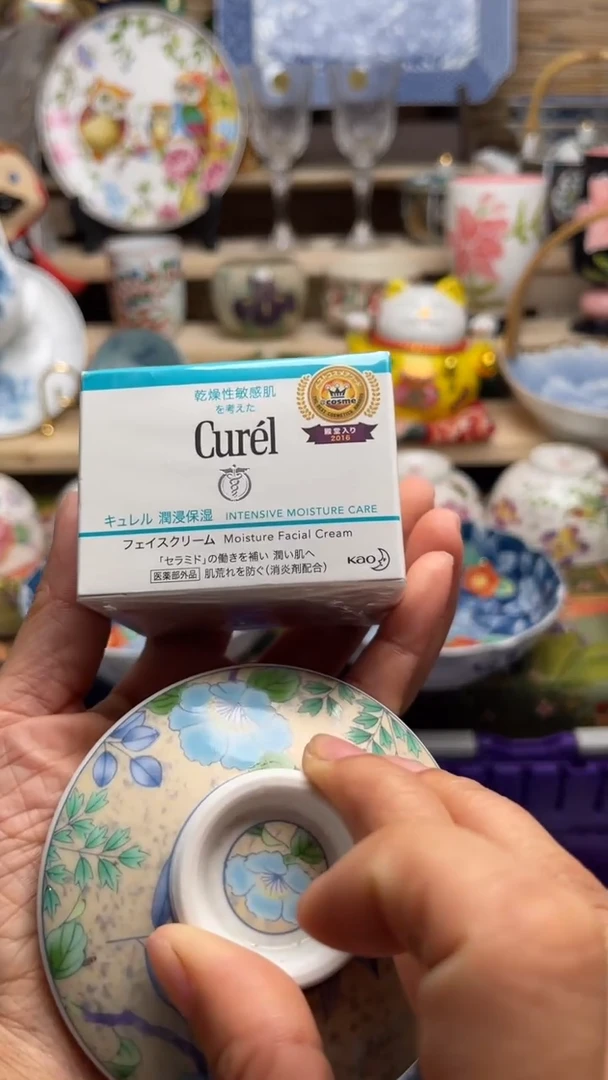 乾燥性敏感肌
を考えた
Curél
@cosme
殿堂入り
2016
キュレル 潤浸保湿 INTENSIVE MOISTURE CARE
フェイスクリーム Moisture Facial Cream
「セラミド」の働きを補い 潤い肌へ
医薬部外品 肌荒れを防ぐ(消炎剤配合)
Kao